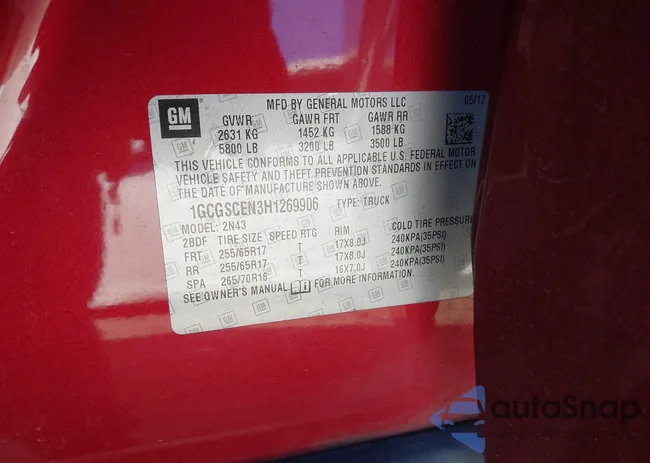 GM
MFD BY GENERAL MOTORS LLC
05/17
GVWR GAWR FRT GAWR RR
2631 KG 1452 KG 1588 KG
5800 LB 3200 LB 3500 LB
THIS VEHICLE CONFORMS TO ALL APPLICABLE U.S. FEDERAL MOTOR
VEHICLE SAFETY AND THEFT PREVENTION STANDARDS IN EFFECT ON
THE DATE OF MANUFACTURE SHOWN ABOVE.
1GCGSCEN3H1269906 TYPE: TRUCK
MODEL: 2N43
2BDF TIRE SIZE SPEED RTG RIM COLD TIRE PRESSURE
FRT 255/65R17 T 17X8.0J 240KPA(35PSI)
RR 255/65R17 T 17X8.0J 240KPA(35PSI)
SPA 265/70R16 T 16X7.0J 240KPA(35PSI)
SEE OWNER'S MANUAL FOR MORE INFORMATION.
autoSnap